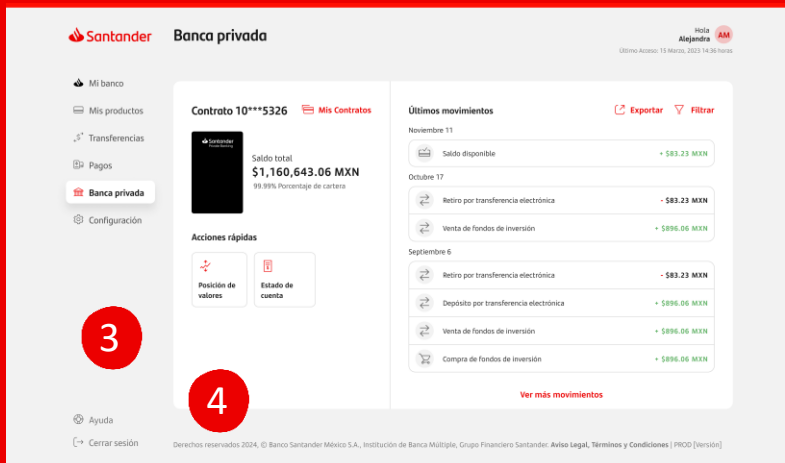 Santander
Banca privada
Hola
Alejandra
AM
Último Acceso: 15 Marzo, 2023 14:36 horas
Mi banco
Mis productos
Transferencias
Pagos
Banca privada
Configuración
3
Ayuda
Cerrar sesión
Contrato 10***5326
Mis Contratos
Santander
Private Banking
Saldo total
$1,160,643.06 MXN
99.99% Porcentaje de cartera
Acciones rápidas
Posición de
valores
Estado de
cuenta
4
Últimos movimientos
Exportar
Filtrar
Noviembre 11
Saldo disponible + $83.23 MXN
Octubre 17
Retiro por transferencia electrónica - $83.23 MXN
Venta de fondos de inversión + $896.06 MXN
Septiembre 6
Retiro por transferencia electrónica - $83.23 MXN
Depósito por transferencia electrónica + $896.06 MXN
Venta de fondos de inversión + $896.06 MXN
Compra de fondos de inversión + $896.06 MXN
Ver más movimientos
Derechos reservados 2024, © Banco Santander México S.A., Institución de Banca Múltiple, Grupo Financiero Santander. Aviso Legal, Términos y Condiciones | PROD [Versión]